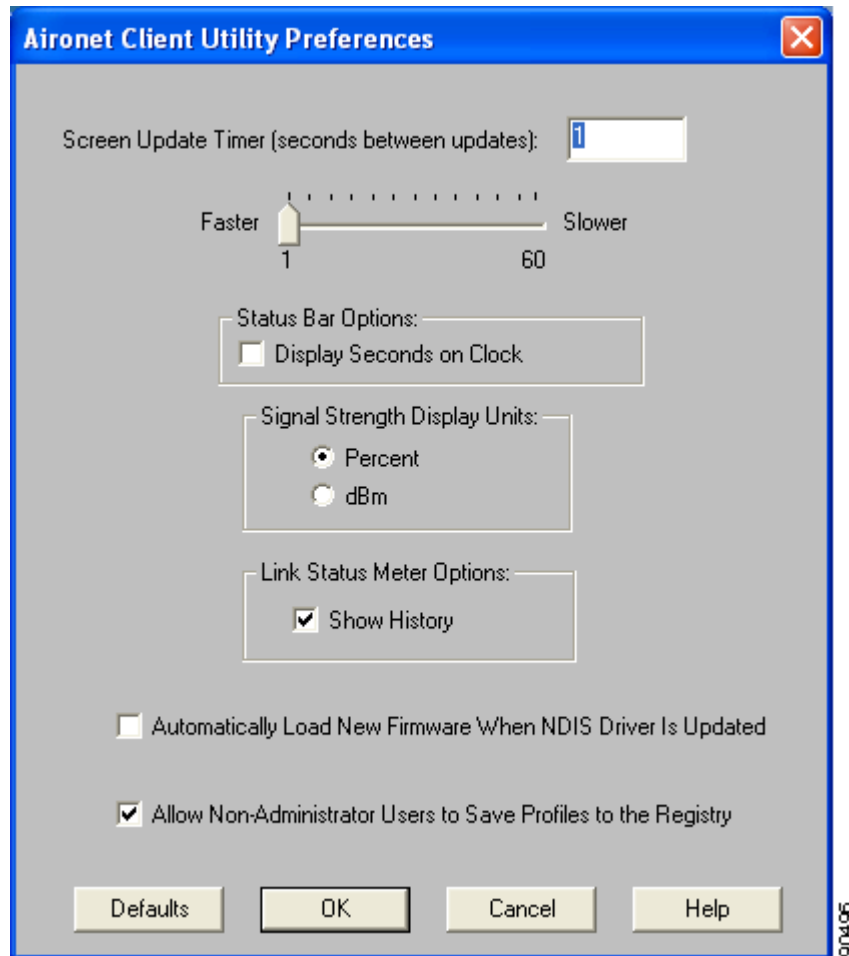 Aironet Client Utility Preferences
Screen Update Timer (seconds between updates): 1
Faster Slower
1 60
Status Bar Options:
Display Seconds on Clock
Signal Strength Display Units:
Percent
dBm
Link Status Meter Options:
Show History
Automatically Load New Firmware When NDIS Driver Is Updated
Allow Non-Administrator Users to Save Profiles to the Registry
Defaults OK Cancel Help
90496